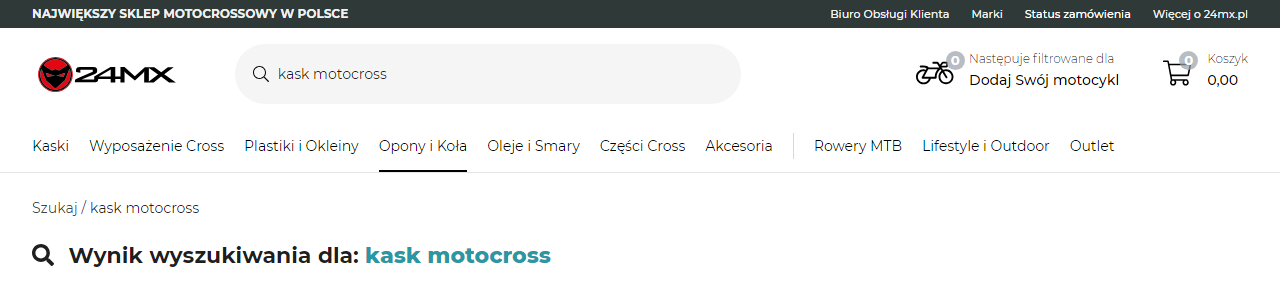 NAJWIĘKSZY SKLEP MOTOCROSSOWY W POLSCE
Biuro Obsługi Klienta Marki Status zamówienia Więcej o 24mx.pl
24MX
kask motocross
0 Następuje filtrowane dla
Dodaj Swój motocykl
0 Koszyk
0,00
Kaski Wyposażenie Cross Plastiki i Okleiny Opony i Koła Oleje i Smary Części Cross Akcesoria Rowery MTB Lifestyle i Outdoor Outlet
Szukaj / kask motocross
Wynik wyszukiwania dla: kask motocross